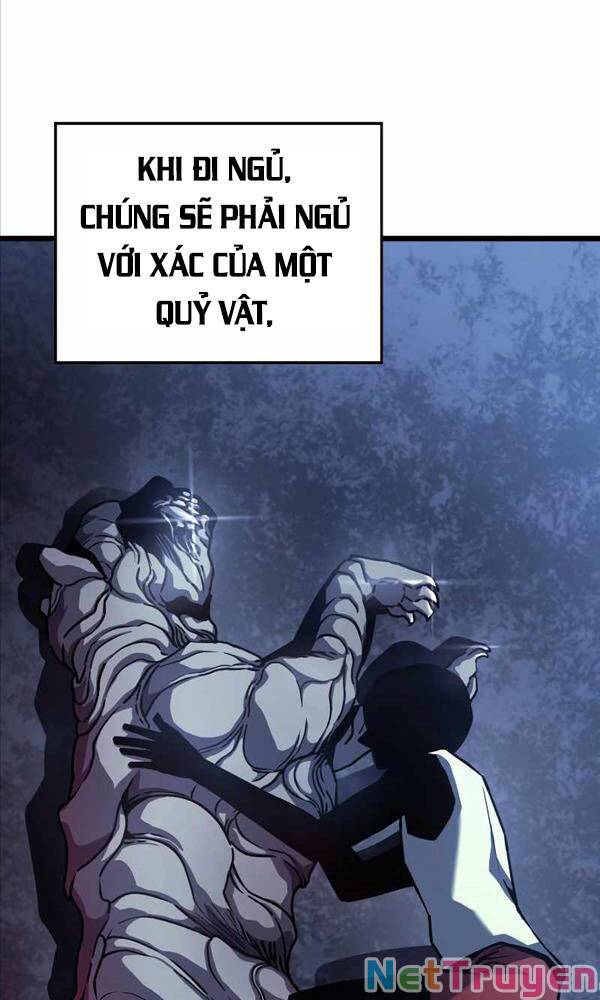 KHI ĐI NGỦ,
CHÚNG SẼ PHẢI NGỦ
VỚI XÁC CỦA MỘT
QUỶ VẬT,
NETTRUYEN